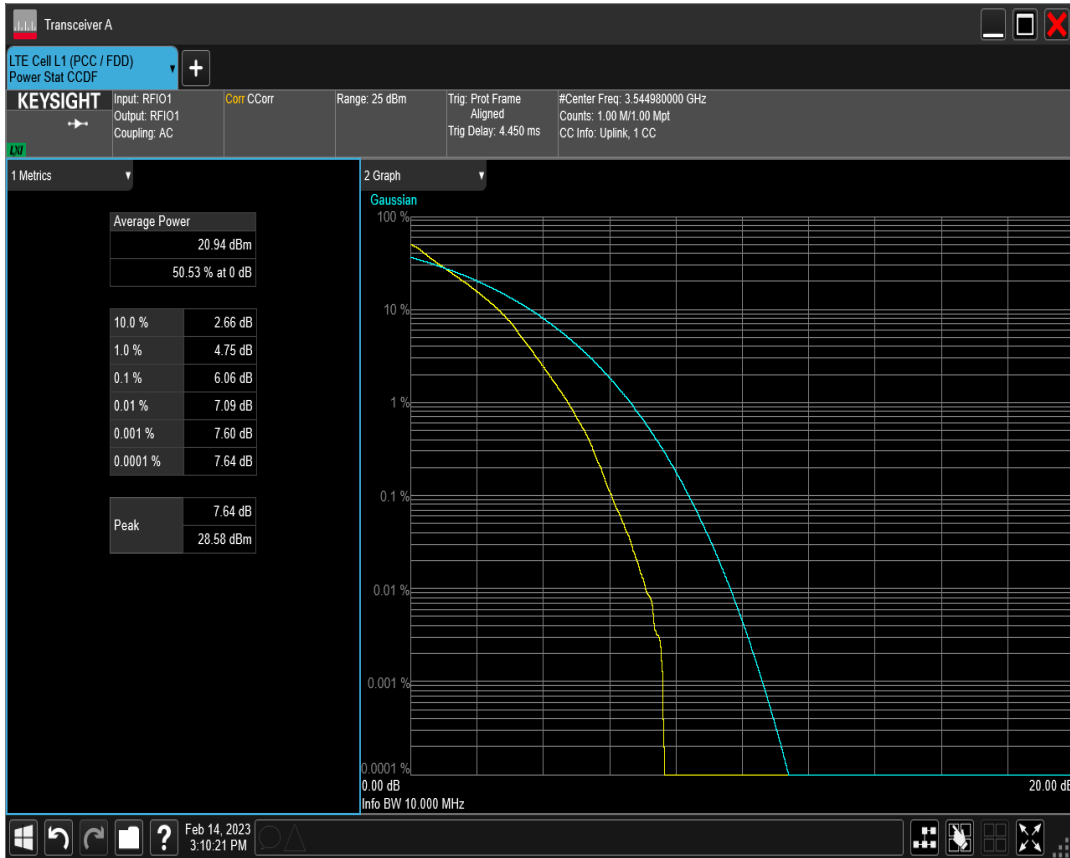 Transceiver A
LTE Cell L1 (PCC / FDD)
Power Stat CCDF
+
KEYSIGHT
LXI
Input: RFIO1
Output: RFIO1
Coupling: AC
Corr CCorr
Range: 25 dBm
Trig: Prot Frame
Aligned
Trig Delay: 4.450 ms
#Center Freq: 3.544980000 GHz
Counts: 1.00 M/1.00 Mpt
CC Info: Uplink, 1 CC
1 Metrics
Average Power
20.94 dBm
50.53 % at 0 dB
10.0 % 2.66 dB
1.0 % 4.75 dB
0.1 % 6.06 dB
0.01 % 7.09 dB
0.001 % 7.60 dB
0.0001 % 7.64 dB
Peak
7.64 dB
28.58 dBm
2 Graph
Gaussian
100 %
10 %
1 %
0.1 %
0.01 %
0.001 %
0.0001 %
0.00 dB
20.00 dB
Info BW 10.000 MHz
?
Feb 14, 2023
3:10:21 PM